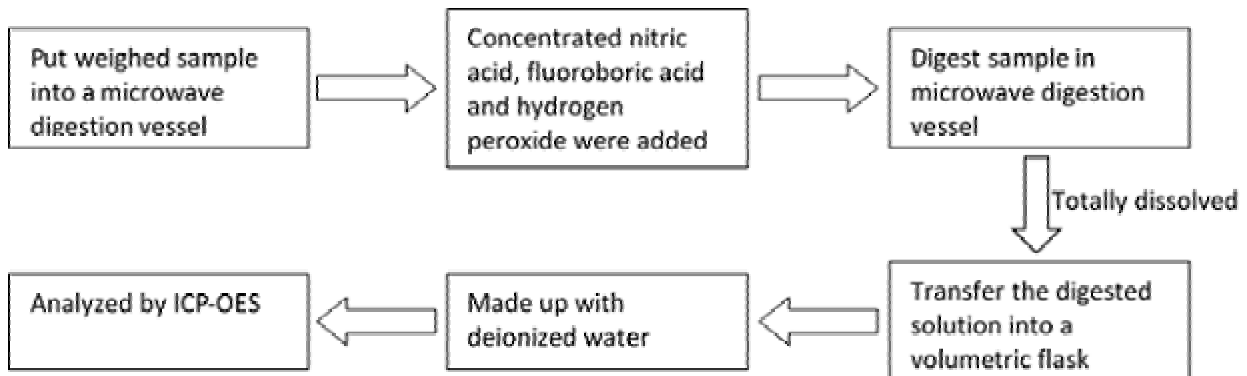 Put weighed sample
into a microwave
digestion vessel
Concentrated nitric
acid, fluoroboric acid
and hydrogen
peroxide were added
Digest sample in
microwave digestion
vessel
Totally dissolved
Transfer the digested
solution into a
volumetric flask
Made up with
deionized water
Analyzed by ICP-OES